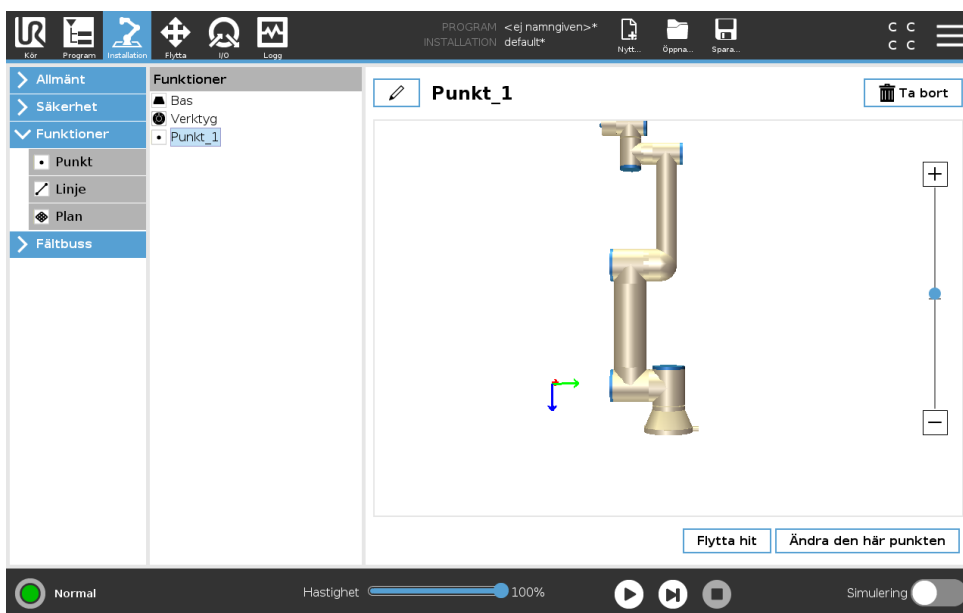 UR
Kör
Program
Installation
Flytta
I/O
Logg
PROGRAM <ej namngiven>*
INSTALLATION default*
Nytt...
Öppna...
Spara...
C C
C C
Allmänt
Säkerhet
Funktioner
Punkt
Linje
Plan
Fältbuss
Funktioner
Bas
Verktyg
Punkt_1
Punkt_1
Ta bort
Flytta hit
Ändra den här punkten
Normal
Hastighet
100%
Simulering